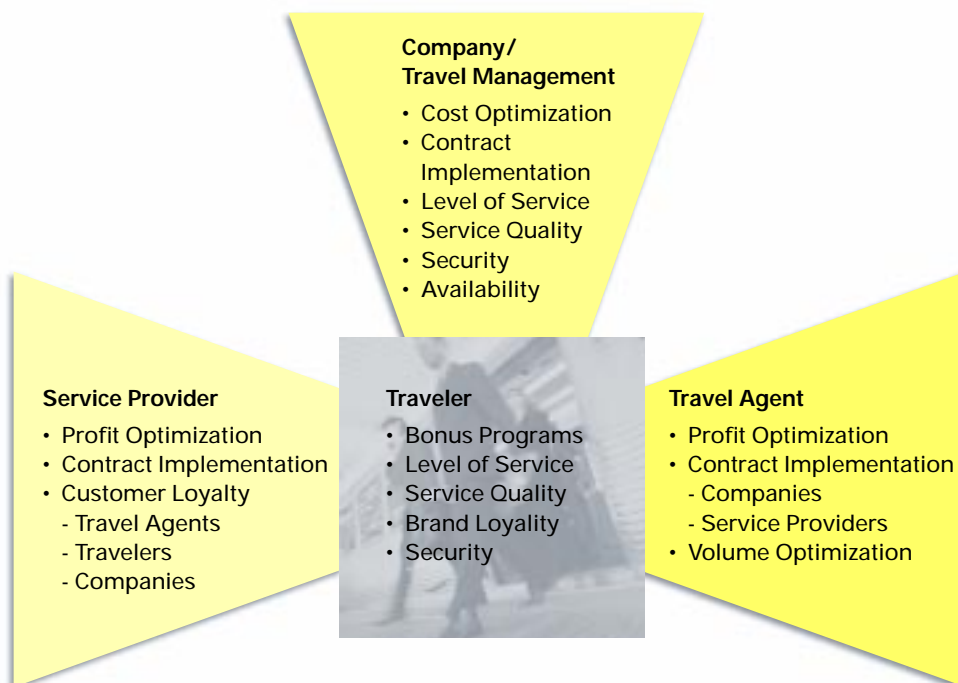 Company/
Travel Management
• Cost Optimization
• Contract
Implementation
• Level of Service
• Service Quality
• Security
• Availability
Service Provider
• Profit Optimization
• Contract Implementation
• Customer Loyalty
- Travel Agents
- Travelers
- Companies
Traveler
• Bonus Programs
• Level of Service
• Service Quality
• Brand Loyality
• Security
Travel Agent
• Profit Optimization
• Contract Implementation
- Companies
- Service Providers
• Volume Optimization